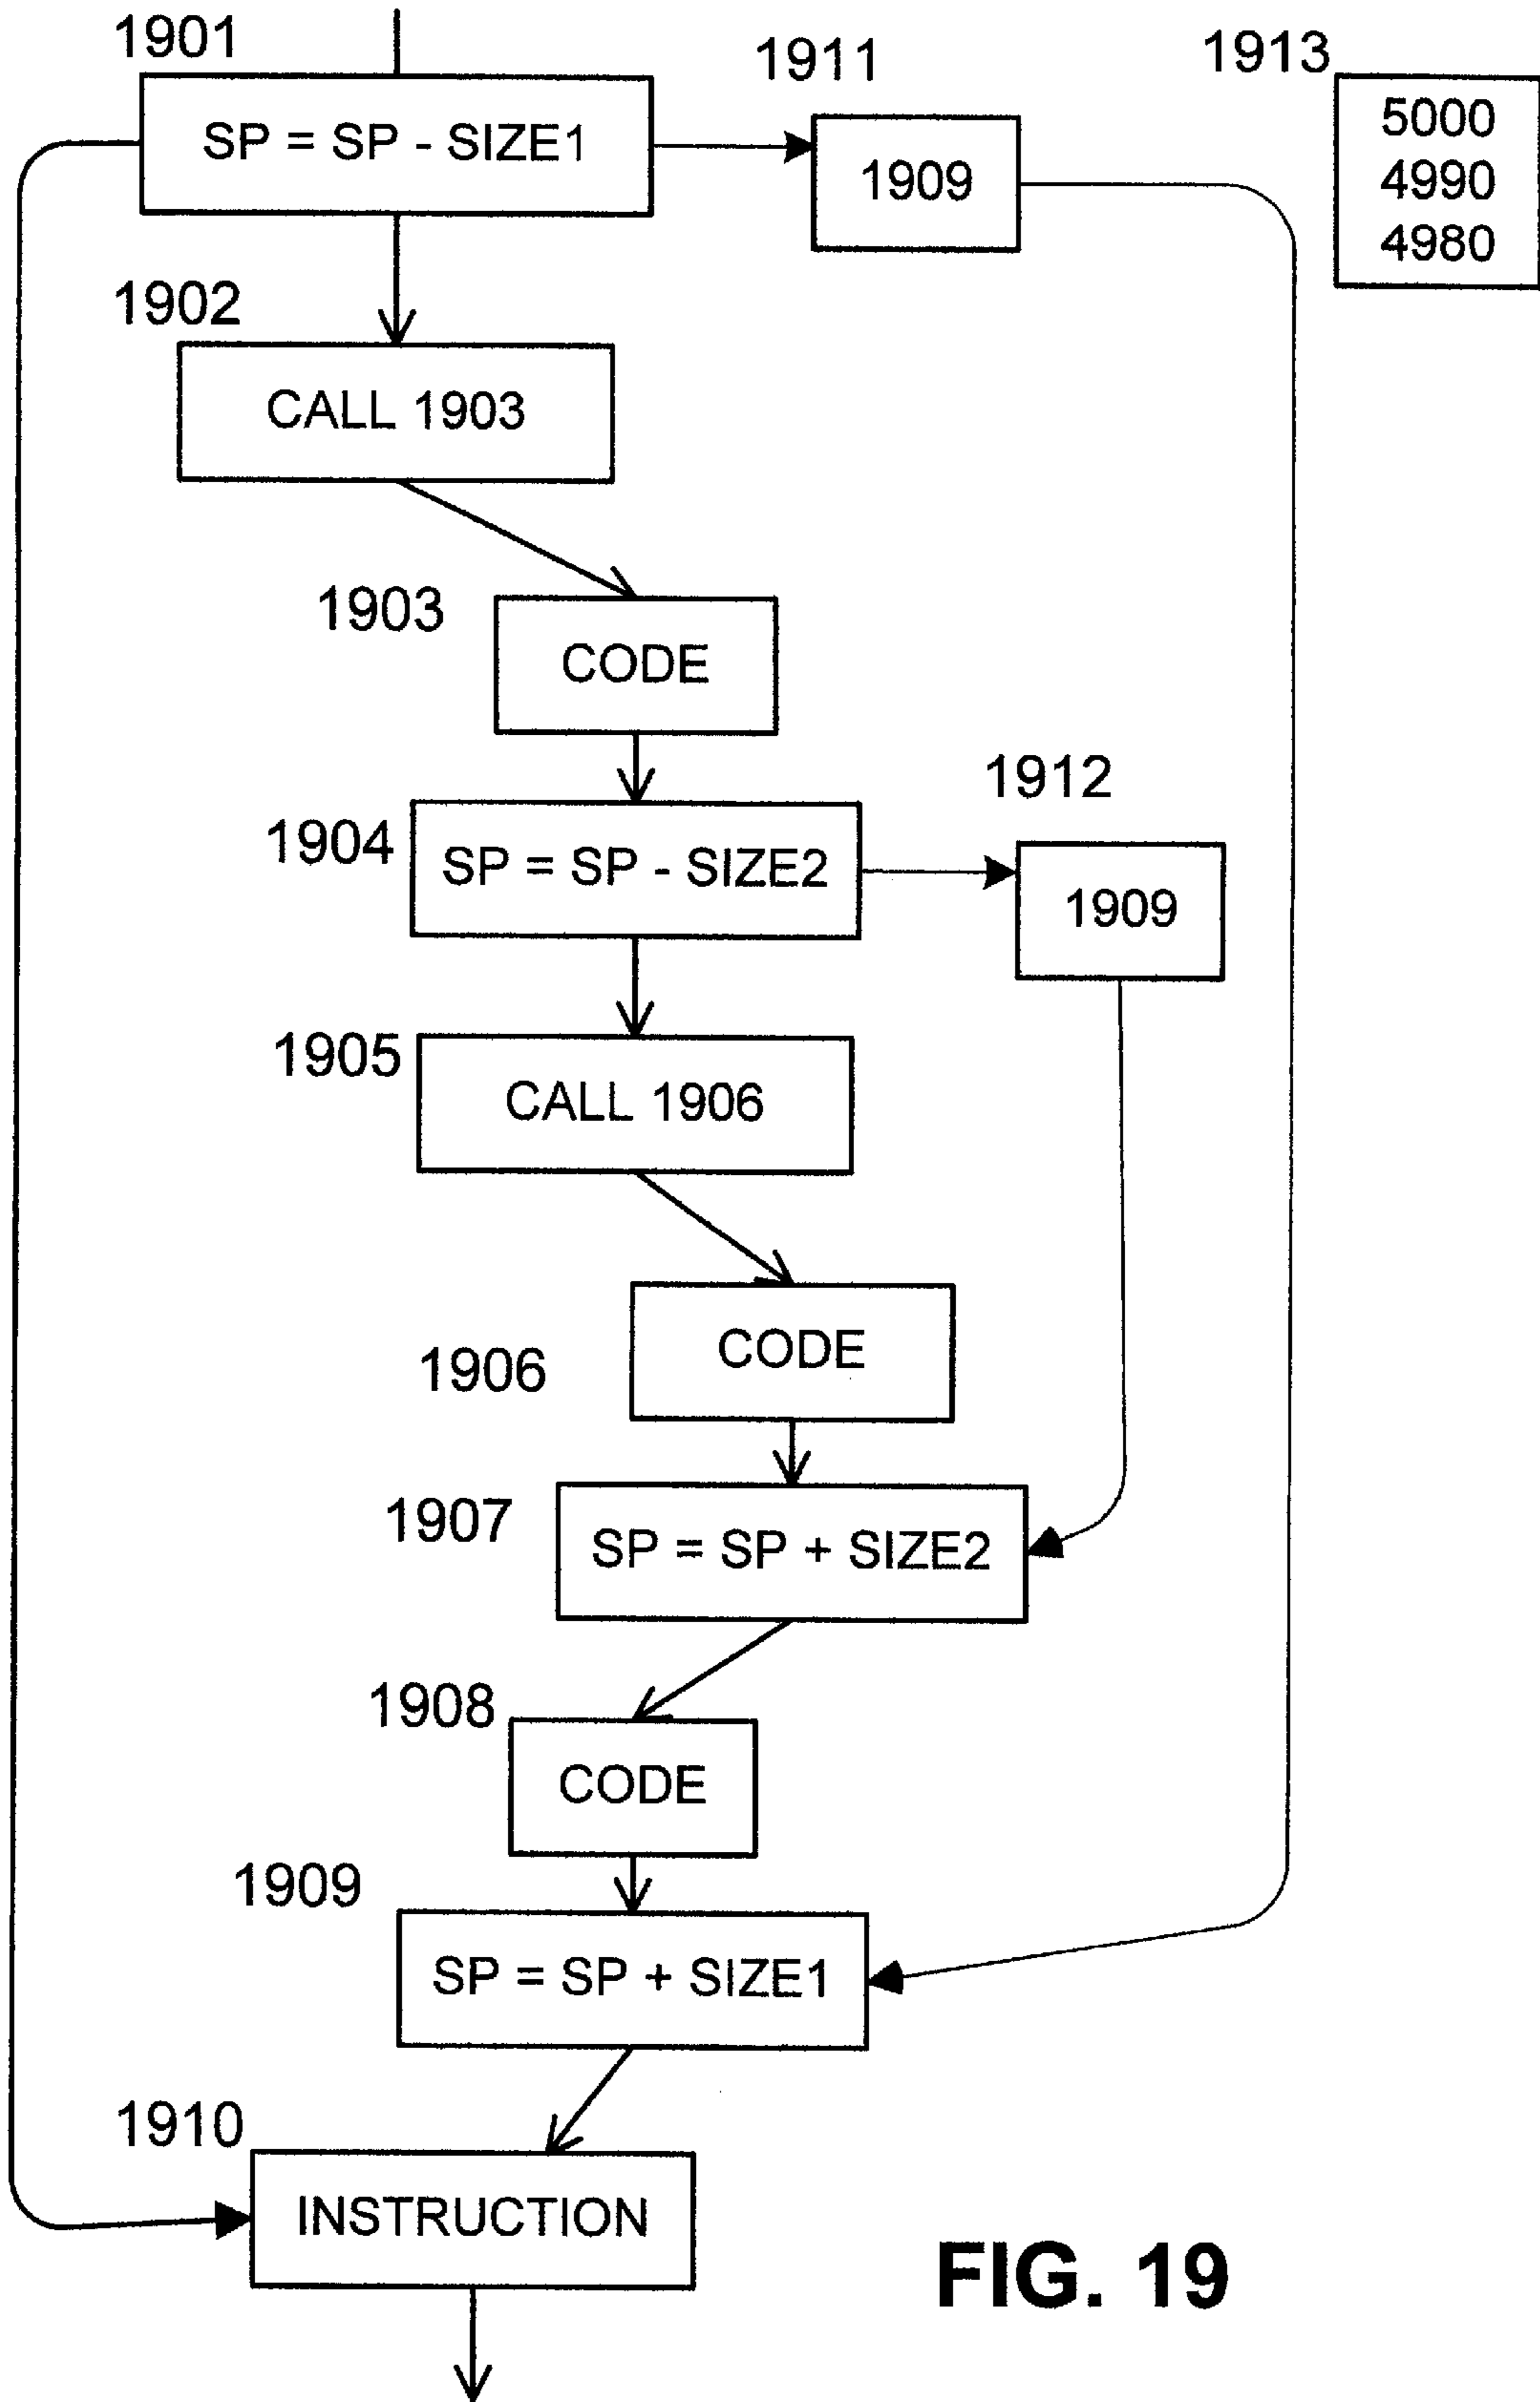 1901
1911
1913
SP = SP - SIZE1
1909
5000
4990
4980
1902
CALL 1903
1903
CODE
1912
1904
SP = SP - SIZE2
1909
1905
CALL 1906
1906
CODE
1907
SP = SP + SIZE2
1908
CODE
1909
SP = SP + SIZE1
1910
INSTRUCTION
FIG. 19